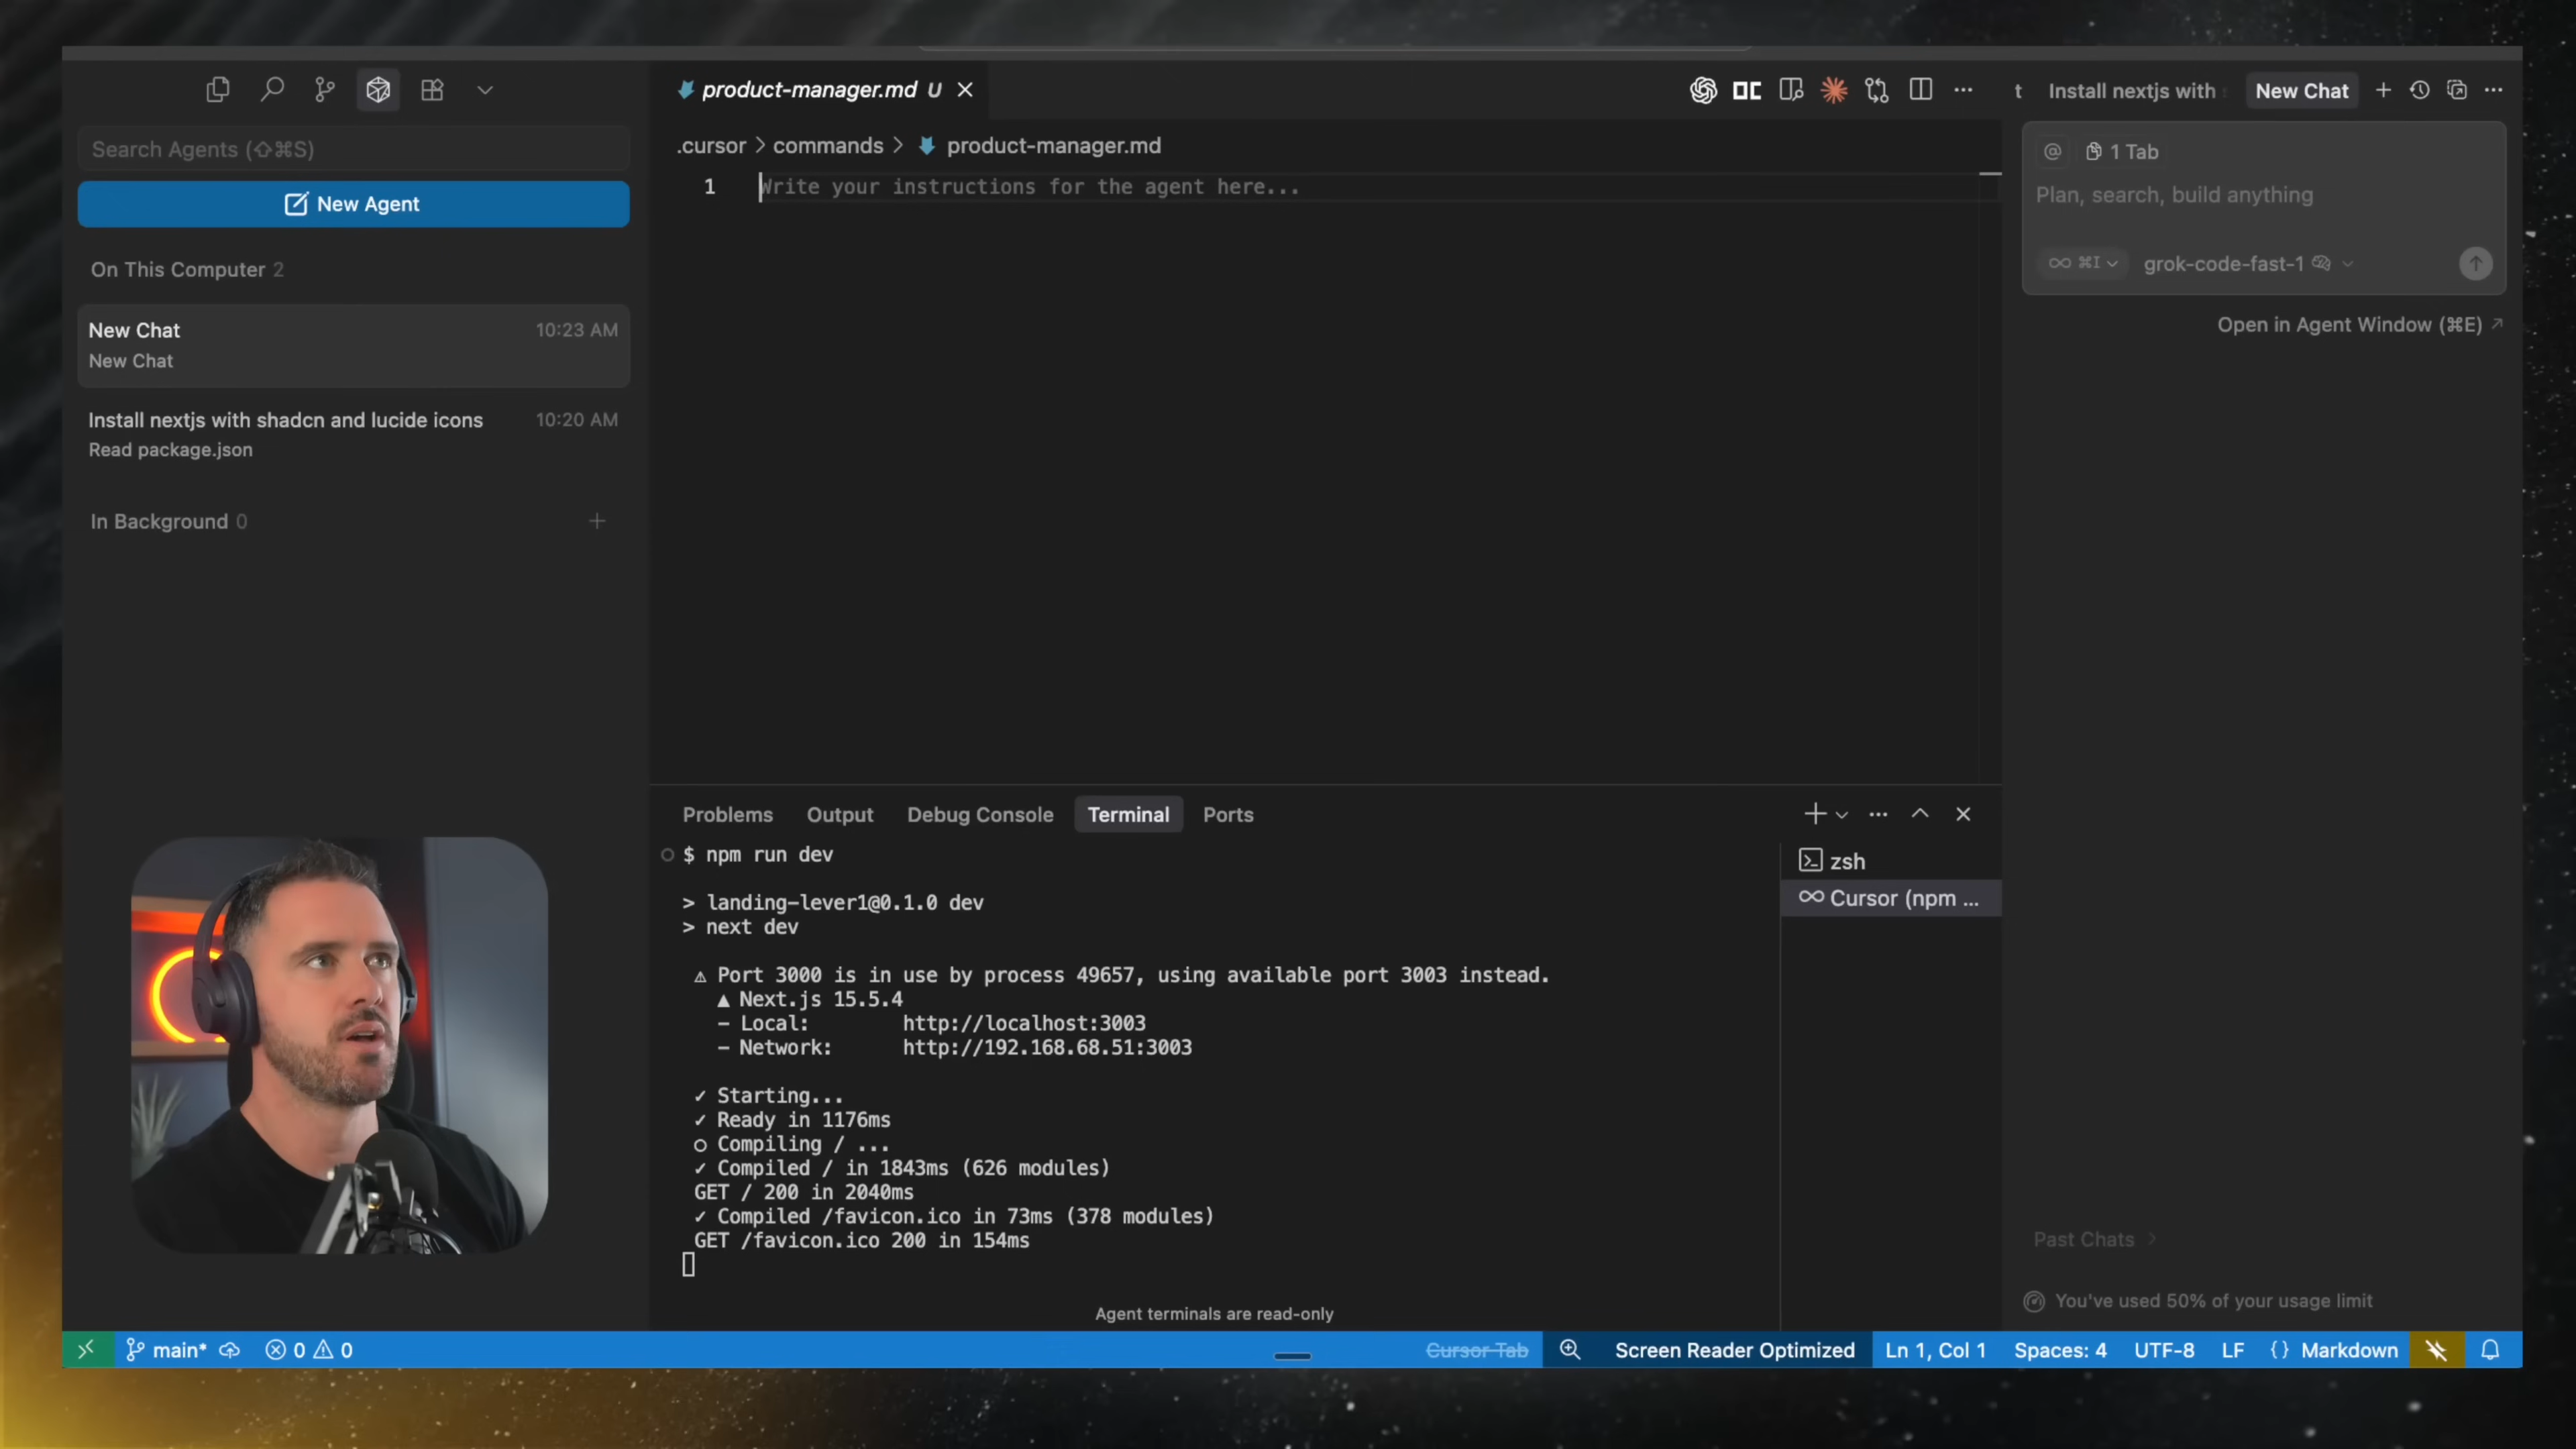 Search Agents (⇧⌘S)
New Agent
On This Computer 2
New Chat 10:23 AM
New Chat
Install nextjs with shadcn and lucide icons 10:20 AM
Read package.json
In Background 0
product-manager.md U
.cursor > commands > product-manager.md
1 Write your instructions for the agent here...
Problems Output Debug Console Terminal Ports
$ npm run dev
> landing-lever1@0.1.0 dev
> next dev
⚠ Port 3000 is in use by process 49657, using available port 3003 instead.
▲ Next.js 15.5.4
- Local: http://localhost:3003
- Network: http://192.168.68.51:3003
✓ Starting...
✓ Ready in 1176ms
○ Compiling / ...
✓ Compiled / in 1843ms (626 modules)
GET / 200 in 2040ms
✓ Compiled /favicon.ico in 73ms (378 modules)
GET /favicon.ico 200 in 154ms
Agent terminals are read-only
zsh
Cursor (npm ...
t Install nextjs with New Chat
@ 1 Tab
Plan, search, build anything
∞ ⌘I grok-code-fast-1
Open in Agent Window (⌘E)
Past Chats
You've used 50% of your usage limit
main* 0 0 Cursor Tab Screen Reader Optimized Ln 1, Col 1 Spaces: 4 UTF-8 LF {} Markdown